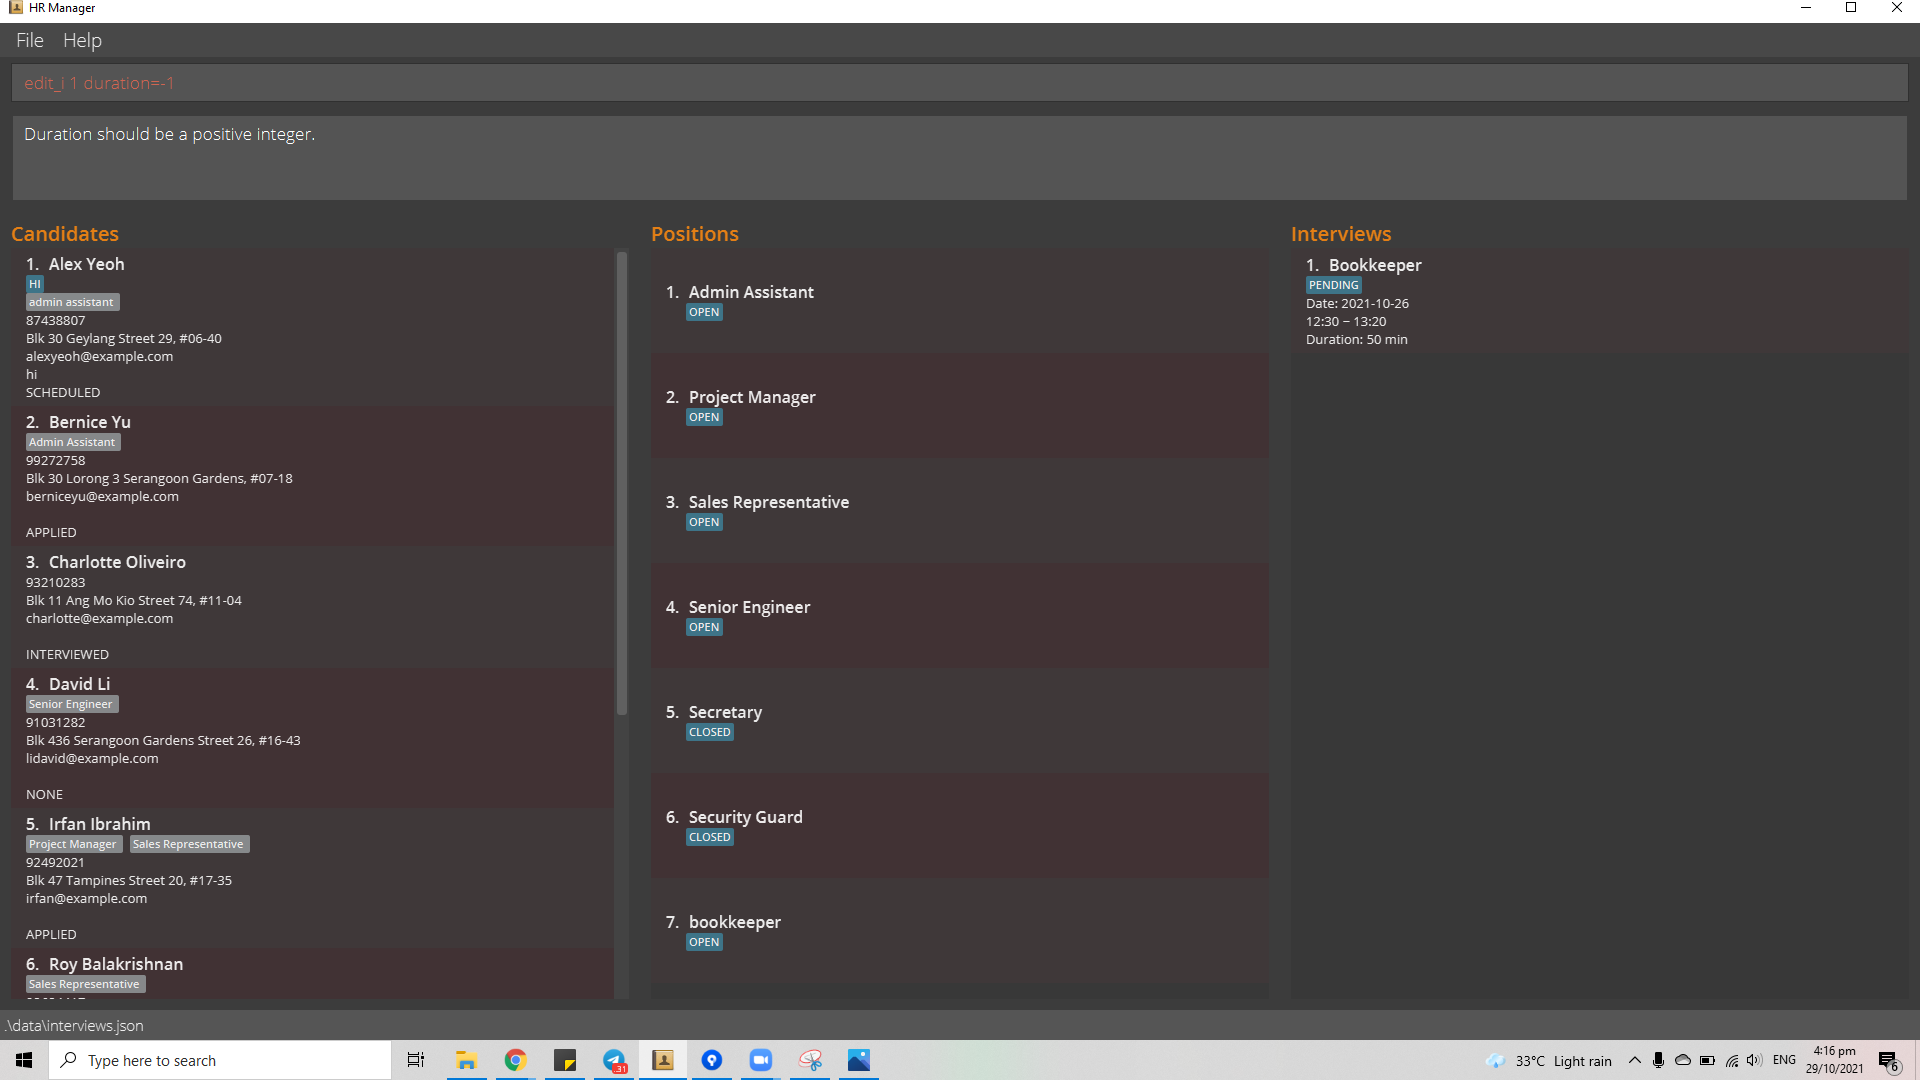 HR Manager
File Help
edit_i 1 duration=-1
Duration should be a positive integer.
Candidates
1. Alex Yeoh
HI
admin assistant
87438807
Blk 30 Geylang Street 29, #06-40
alexyeoh@example.com
hi
SCHEDULED
2. Bernice Yu
Admin Assistant
99272758
Blk 30 Lorong 3 Serangoon Gardens, #07-18
berniceyu@example.com
APPLIED
3. Charlotte Oliveiro
93210283
Blk 11 Ang Mo Kio Street 74, #11-04
charlotte@example.com
INTERVIEWED
4. David Li
Senior Engineer
91031282
Blk 436 Serangoon Gardens Street 26, #16-43
lidavid@example.com
NONE
5. Irfan Ibrahim
Project Manager Sales Representative
92492021
Blk 47 Tampines Street 20, #17-35
irfan@example.com
APPLIED
6. Roy Balakrishnan
Sales Representative
Positions
1. Admin Assistant
OPEN
2. Project Manager
OPEN
3. Sales Representative
OPEN
4. Senior Engineer
OPEN
5. Secretary
CLOSED
6. Security Guard
CLOSED
7. bookkeeper
OPEN
Interviews
1. Bookkeeper
PENDING
Date: 2021-10-26
12:30 ~ 13:20
Duration: 50 min
.\data\interviews.json
Type here to search
31
33°C Light rain
ENG
4:16 pm
29/10/2021
6